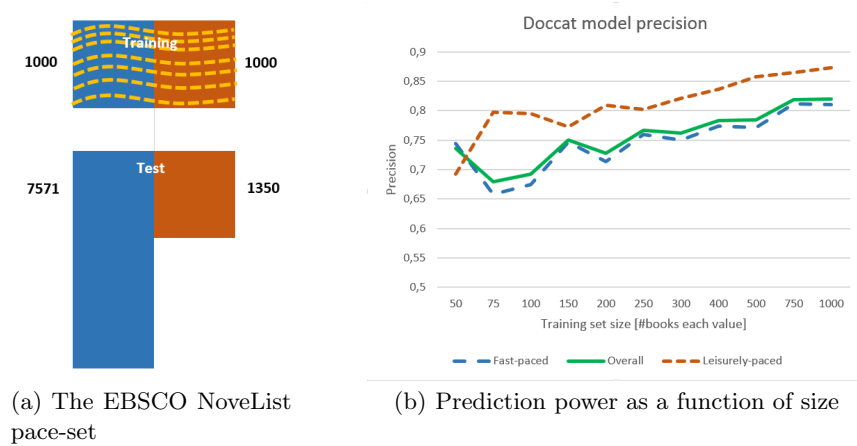 Training
1000
1000
Test
7571
1350
(a) The EBSCO NoveList
pace-set
Doccat model precision
0,9
0,85
0,8
0,75
0,7
0,65
0,6
0,55
0,5
Precision
50 75 100 150 200 250 300 400 500 750 1000
Training set size [#books each value]
Fast-paced Overall Leisurely-paced
(b) Prediction power as a function of size